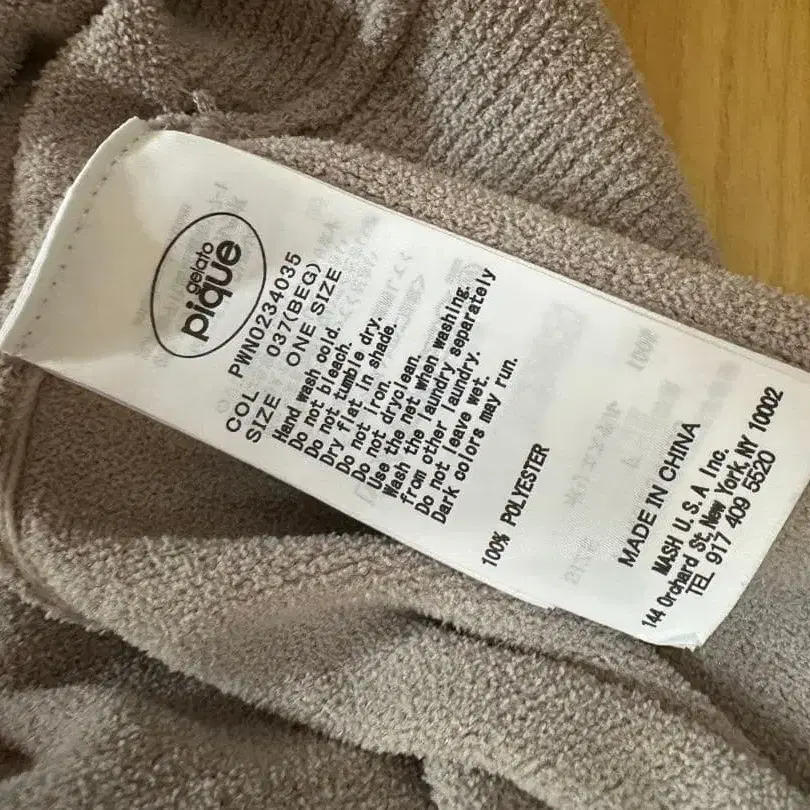 gelato
pique
PWNO234035
COL 037(BEG)
SIZE ONE SIZE
Hand wash cold.
Do not bleach.
Do not tumble dry.
Dry flat in shade.
Do not iron.
Do not dryclean.
Use the net when washing.
Wash the laundry separately
from other laundry.
Do not leave wet.
Dark colors may run.
100% POLYESTER
MADE IN CHINA
MASH U.S.A Inc.
144 Orchard St, New York, NY 10002
TEL 917 409 5520